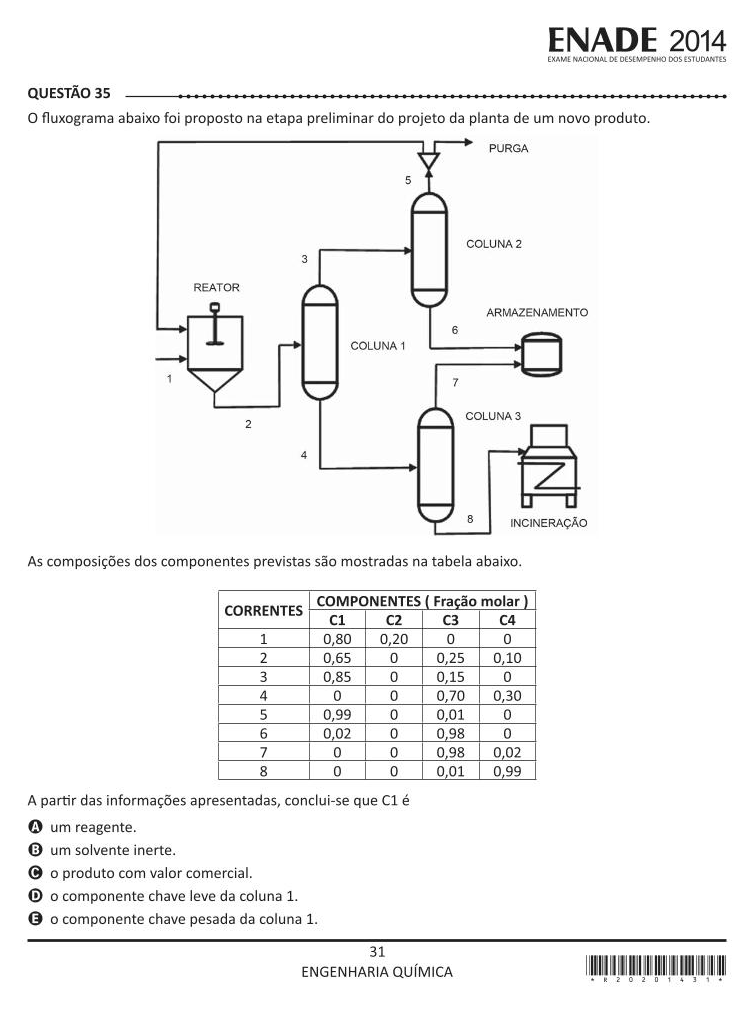 ENADE 2014
EXAME NACIONAL DE DESEMPENHO DOS ESTUDANTES
QUESTÃO 35
O fluxograma abaixo foi proposto na etapa preliminar do projeto da planta de um novo produto.
PURGA
5
COLUNA 2
3
REATOR
ARMAZENAMENTO
6
COLUNA 1
1
7
COLUNA 3
2
4
8
INCINERAÇÃO
As composições dos componentes previstas são mostradas na tabela abaixo.
CORRENTES COMPONENTES ( Fração molar )
C1 C2 C3 C4
1 0,80 0,20 0 0
2 0,65 0 0,25 0,10
3 0,85 0 0,15 0
4 0 0 0,70 0,30
5 0,99 0 0,01 0
6 0,02 0 0,98 0
7 0 0 0,98 0,02
8 0 0 0,01 0,99
A partir das informações apresentadas, conclui-se que C1 é
A um reagente.
B um solvente inerte.
C o produto com valor comercial.
D o componente chave leve da coluna 1.
E o componente chave pesada da coluna 1.
31
ENGENHARIA QUÍMICA
* R 2 0 2 0 1 4 3 1 *